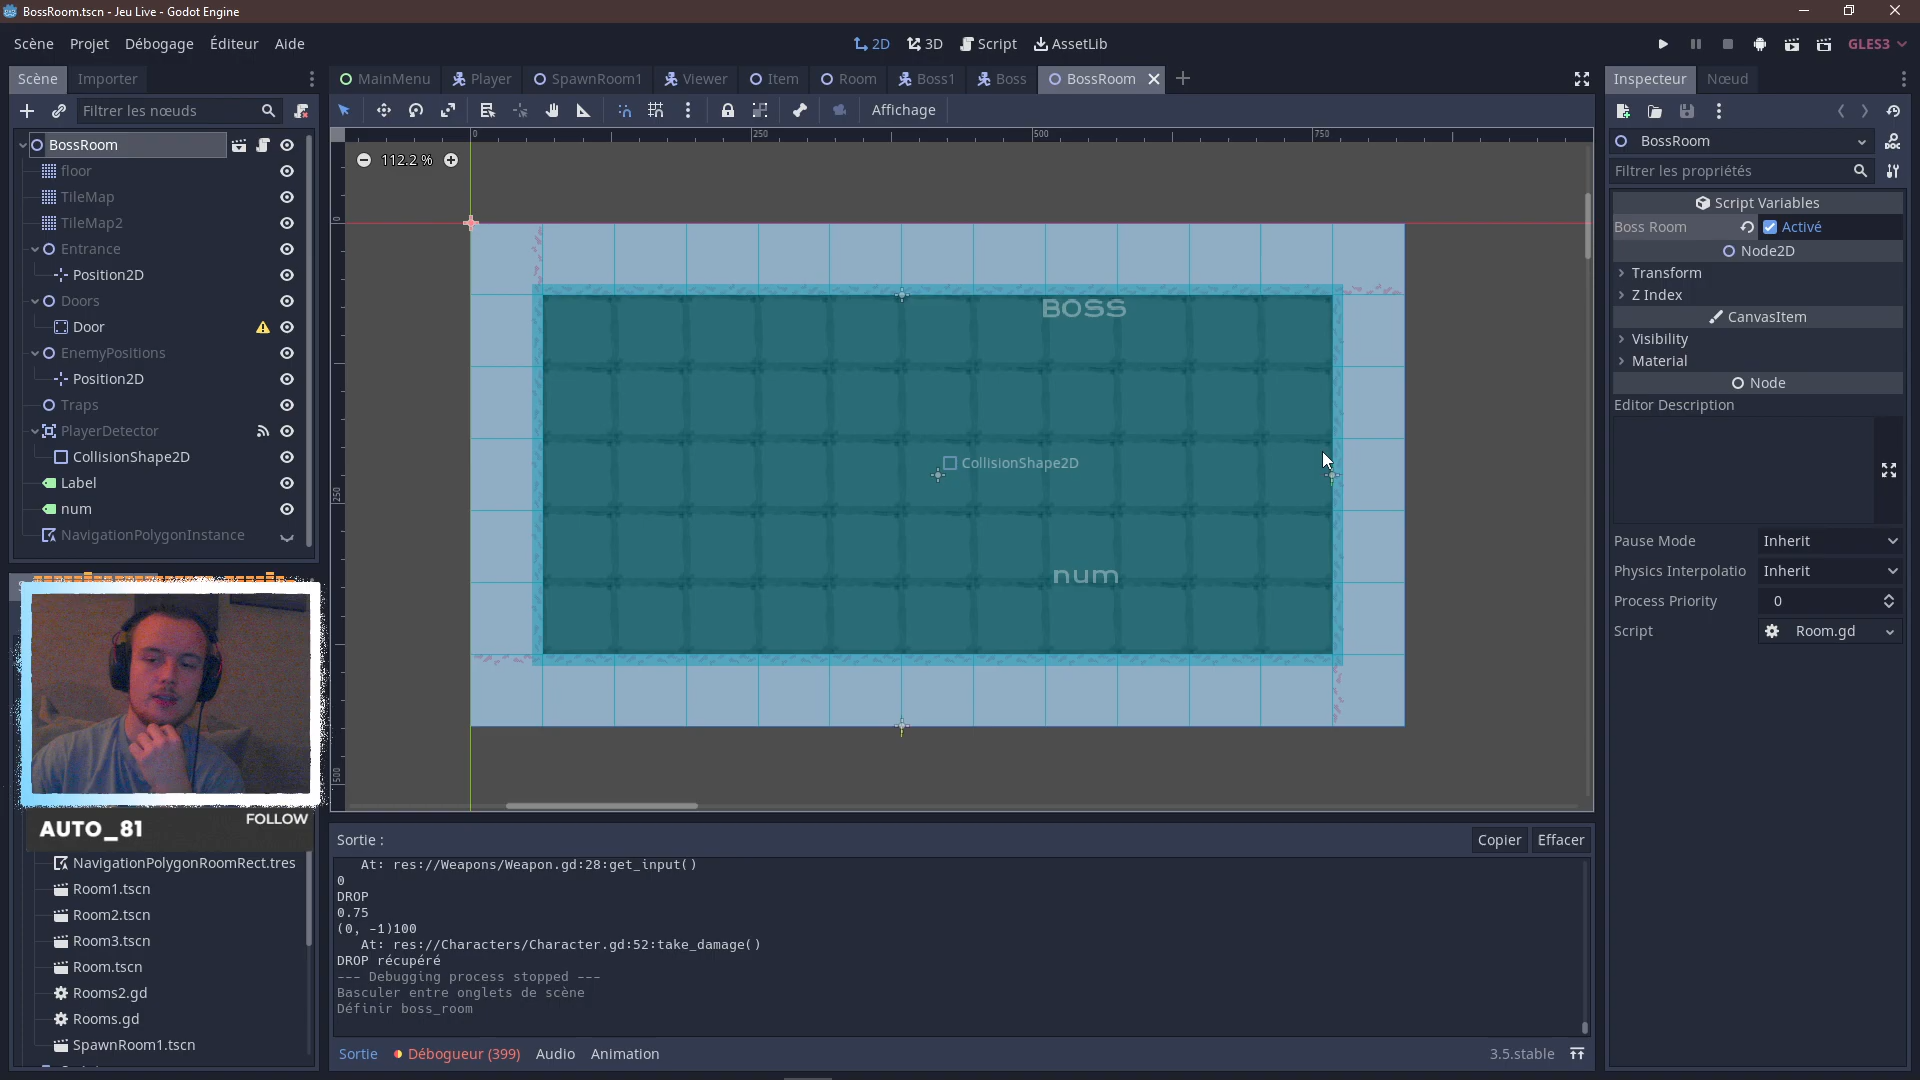 BossRoom.tscn - Jeu Live - Godot Engine
Scène Projet Débogage Éditeur Aide
2D 3D Script AssetLib
GLES3
Scène Importer
MainMenu Player SpawnRoom1 Viewer Item Room Boss1 Boss BossRoom
Inspecteur Nœud
Filtrer les nœuds
Affichage
BossRoom
floor
TileMap
TileMap2
Entrance
Position2D
Doors
Door
EnemyPositions
Position2D
Traps
PlayerDetector
CollisionShape2D
Label
num
NavigationPolygonInstance
0 250 500 750
112.2 %
0
250
500
BOSS
CollisionShape2D
num
BossRoom
Filtrer les propriétés
Script Variables
Boss Room Activé
Node2D
Transform
Z Index
CanvasItem
Visibility
Material
Node
Editor Description
Pause Mode Inherit
Physics Interpolatio Inherit
Process Priority 0
Script Room.gd
AUTO_81
FOLLOW
NavigationPolygonRoomRect.tres
Room1.tscn
Room2.tscn
Room3.tscn
Room.tscn
Rooms2.gd
Rooms.gd
SpawnRoom1.tscn
Sortie :
Copier Effacer
At: res://Weapons/Weapon.gd:28:get_input()
0
DROP
0.75
(0, -1)100
At: res://Characters/Character.gd:52:take_damage()
DROP récupéré
--- Debugging process stopped ---
Basculer entre onglets de scène
Définir boss_room
Sortie Débogueur (399) Audio Animation
3.5.stable